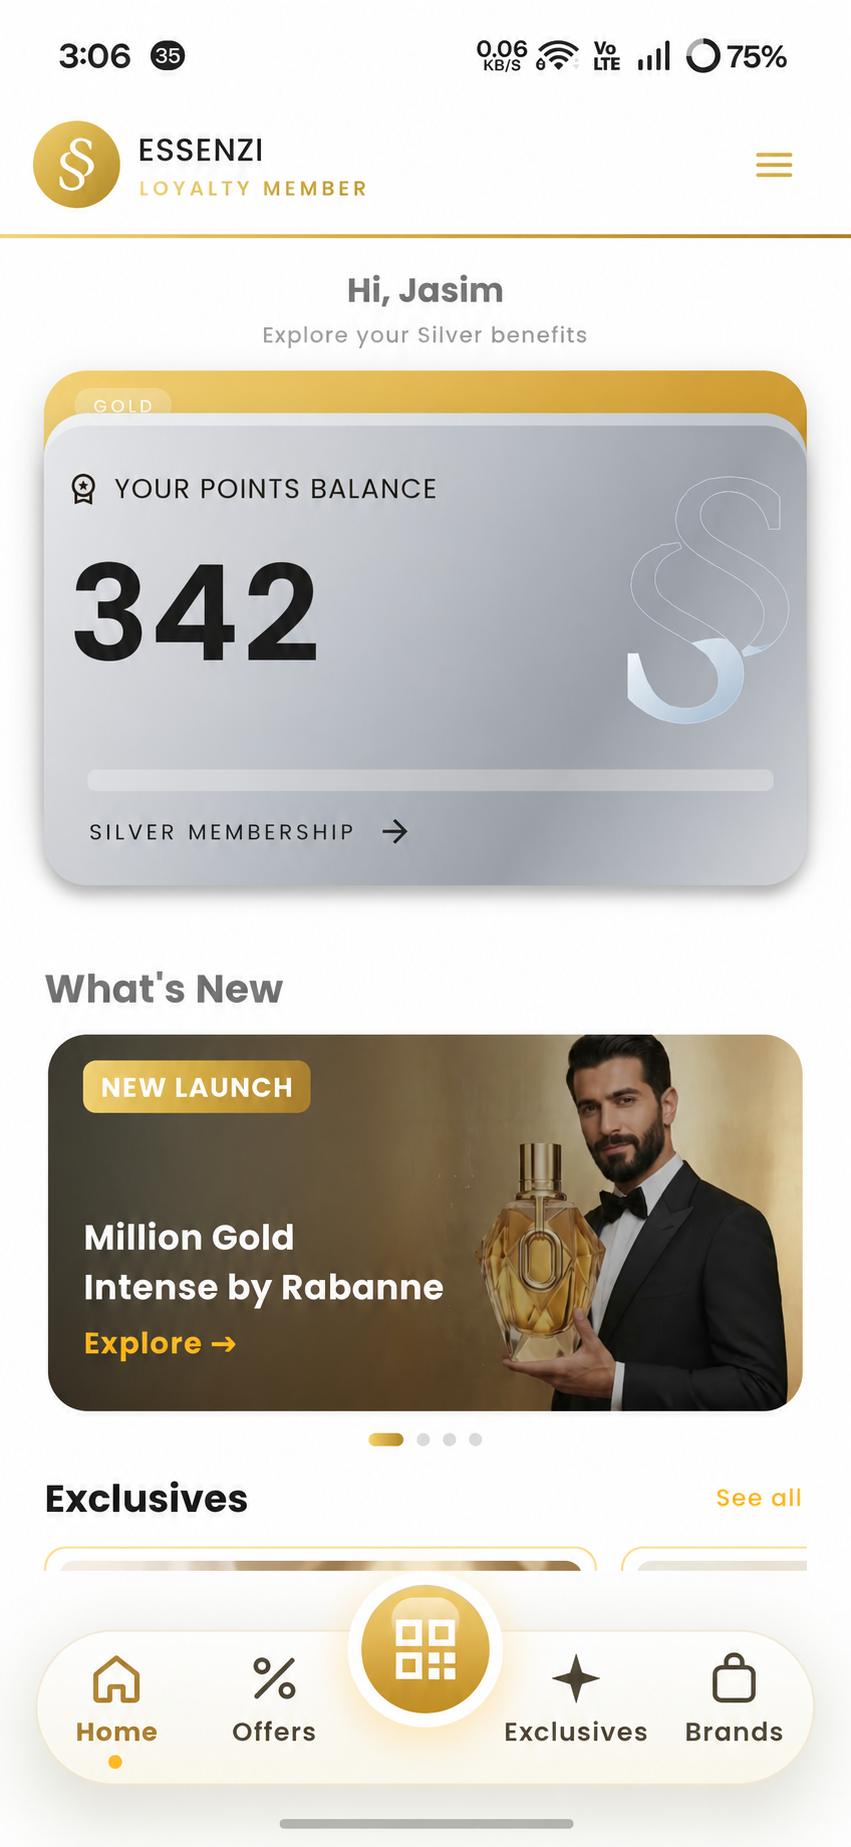 3:06 35 0.06 KB/S Vo LTE 75%
ESSENZI
LOYALTY MEMBER
Hi, Jasim
Explore your Silver benefits
GOLD
YOUR POINTS BALANCE
342
SILVER MEMBERSHIP →
What's New
NEW LAUNCH
Million Gold
Intense by Rabanne
Explore →
Exclusives See all
Home Offers Exclusives Brands